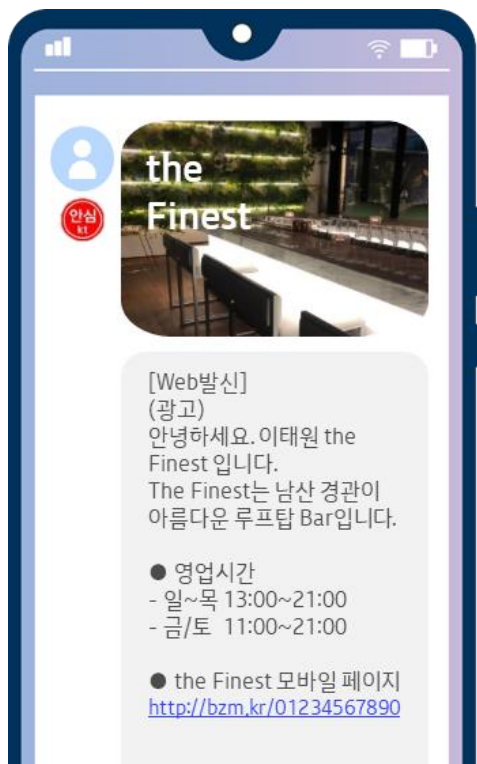 the
Finest
안심
kt
[Web발신]
(광고)
안녕하세요. 이태원 the
Finest 입니다.
The Finest는 남산 경관이
아름다운 루프탑 Bar입니다.
● 영업시간
- 일~목 13:00~21:00
- 금/토 11:00~21:00
● the Finest 모바일 페이지
http://bzm.kr/01234567890